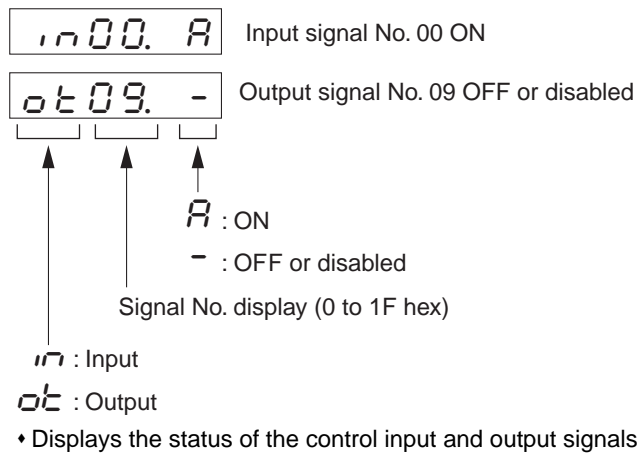 in00. A Input signal No. 00 ON
ot09. - Output signal No. 09 OFF or disabled
A : ON
- : OFF or disabled
Signal No. display (0 to 1F hex)
in : Input
ot : Output
♦ Displays the status of the control input and output signals